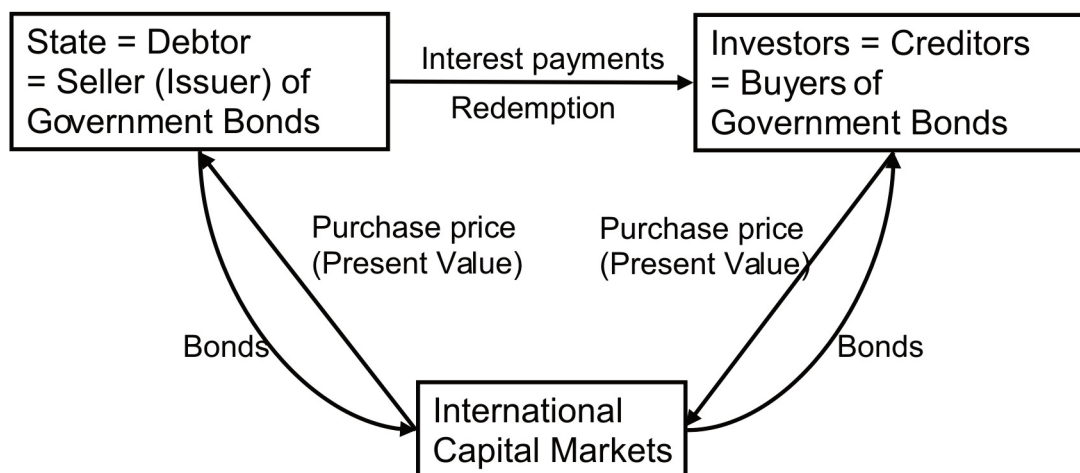 State = Debtor
= Seller (Issuer) of
Government Bonds
Interest payments
Redemption
Investors = Creditors
= Buyers of
Government Bonds
Purchase price
(Present Value)
Purchase price
(Present Value)
Bonds
Bonds
International
Capital Markets